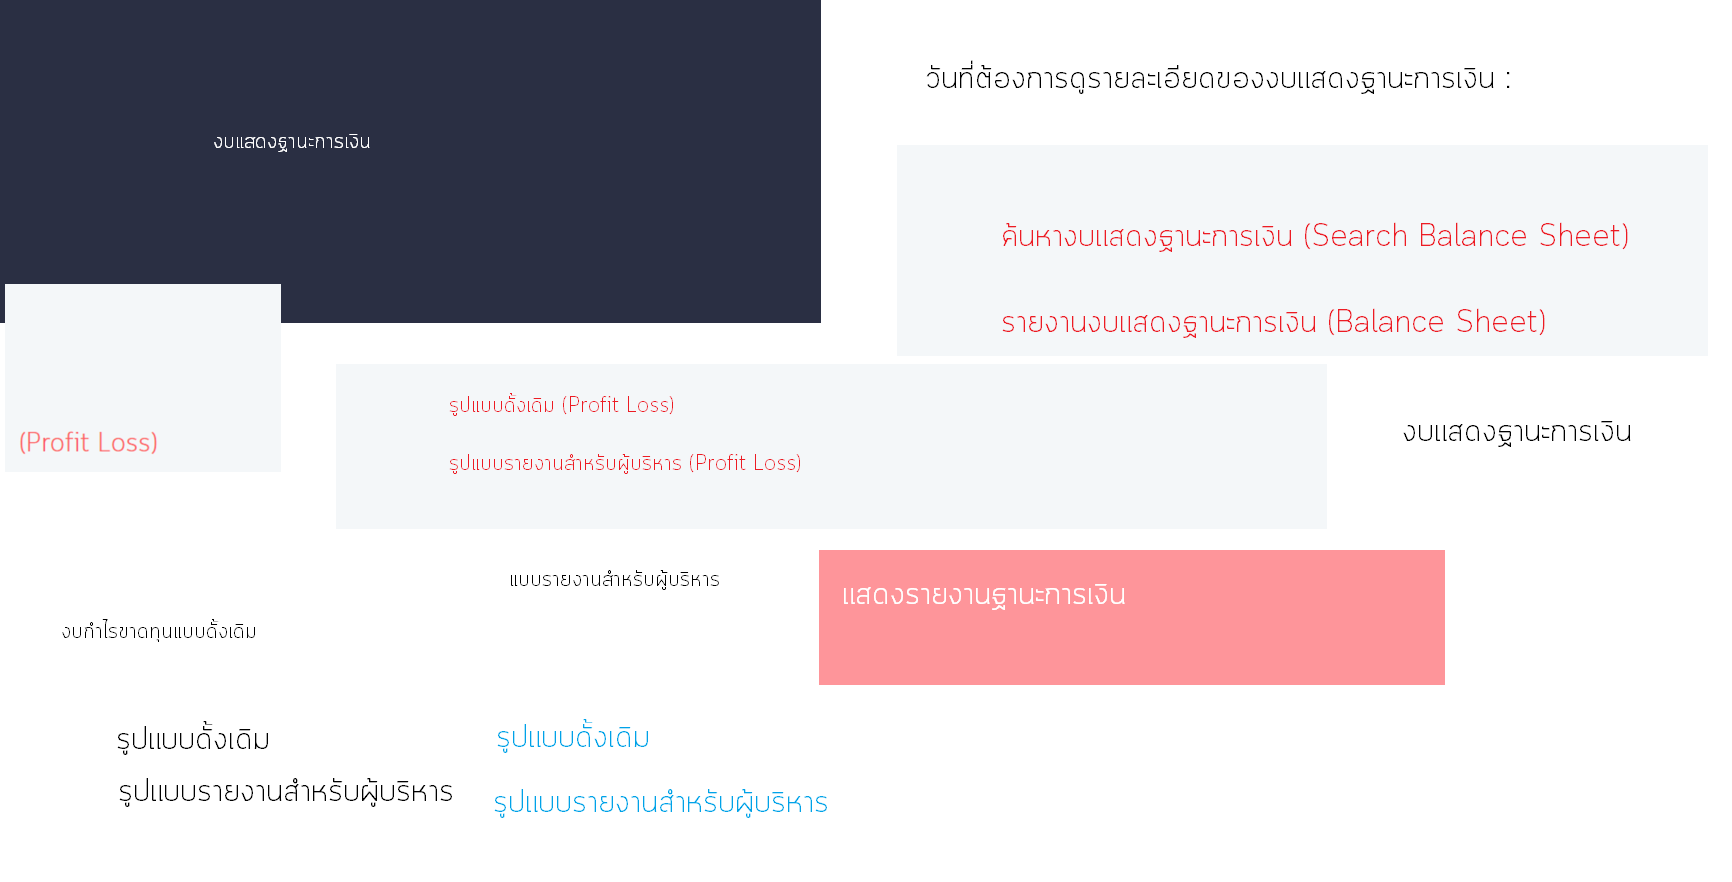 วันที่ต้องการดูรายละเอียดของงบแสดงฐานะการเงิน :
งบแสดงฐานะการเงิน
ค้นหางบแสดงฐานะการเงิน (Search Balance Sheet)
รายงานงบแสดงฐานะการเงิน (Balance Sheet)
รูปแบบดั้งเดิม (Profit Loss)
งบแสดงฐานะการเงิน
(Profit Loss)
รูปแบบรายงานสำหรับผู้บริหาร (Profit Loss)
แบบรายงานสำหรับผู้บริหาร
แสดงรายงานฐานะการเงิน
งบกำไรขาดทุนแบบดั้งเดิม
รูปแบบดั้งเดิม
รูปแบบดั้งเดิม
รูปแบบรายงานสำหรับผู้บริหาร
รูปแบบรายงานสำหรับผู้บริหาร